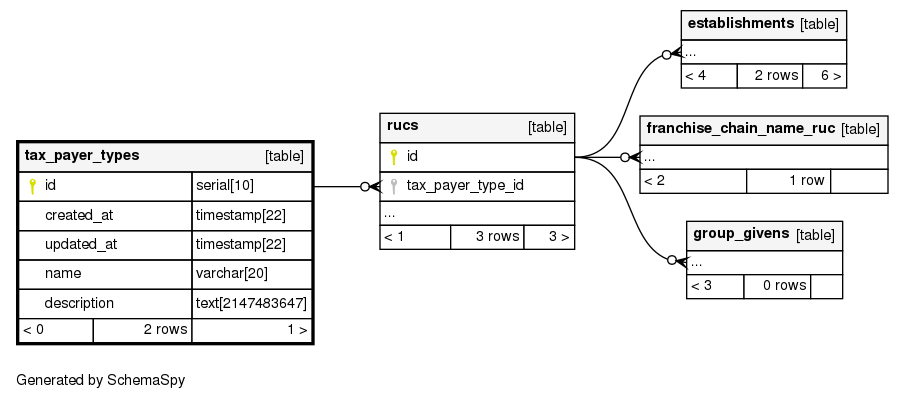 establishments [table]
...
< 4 2 rows 6 >
rucs [table]
id
tax_payer_type_id
...
< 1 3 rows 3 >
franchise_chain_name_ruc [table]
...
< 2 1 row
tax_payer_types [table]
id serial[10]
created_at timestamp[22]
updated_at timestamp[22]
name varchar[20]
description text[2147483647]
< 0 2 rows 1 >
group_givens [table]
...
< 3 0 rows
Generated by SchemaSpy